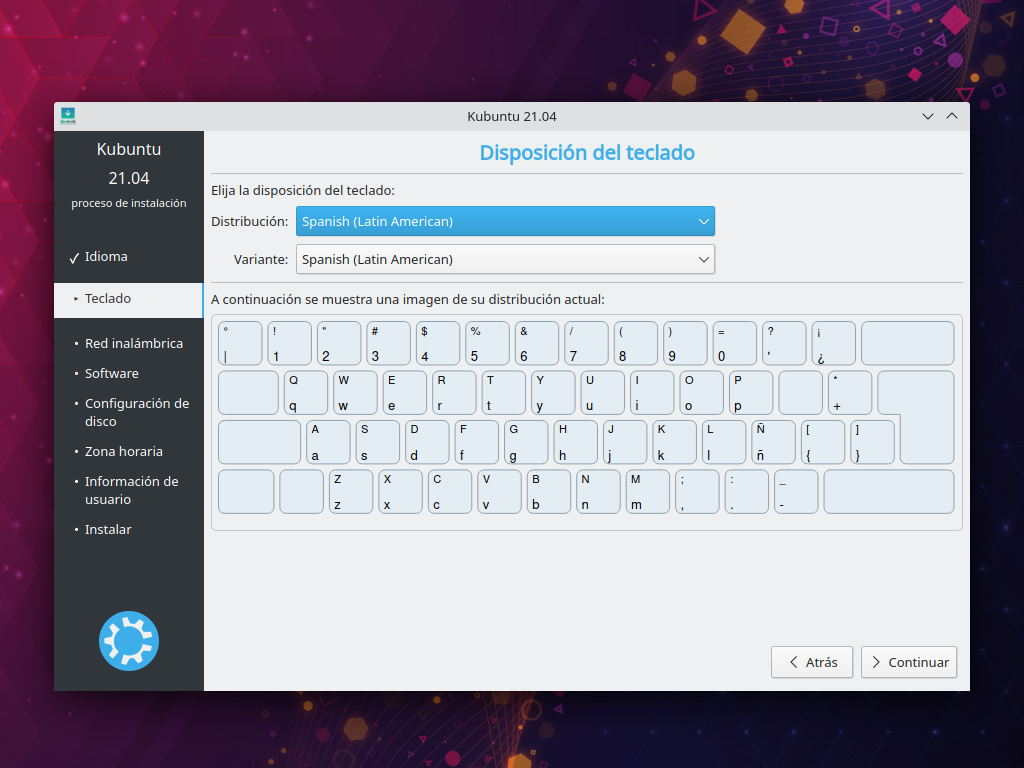 Kubuntu 21.04
Kubuntu
21.04
proceso de instalación
✓ Idioma
▸ Teclado
• Red inalámbrica
• Software
• Configuración de
disco
• Zona horaria
• Información de
usuario
• Instalar
Disposición del teclado
Elija la disposición del teclado:
Distribución: Spanish (Latin American)
Variante: Spanish (Latin American)
A continuación se muestra una imagen de su distribución actual:
° ! " # $ % & / ( ) = ? ¡
| 1 2 3 4 5 6 7 8 9 0 ' ¿
Q W E R T Y U I O P *
q w e r t y u i o p +
A S D F G H J K L Ñ [ ]
a s d f g h j k l ñ { }
Z X C V B N M ; : _
z x c v b n m , . -
Atrás
Continuar